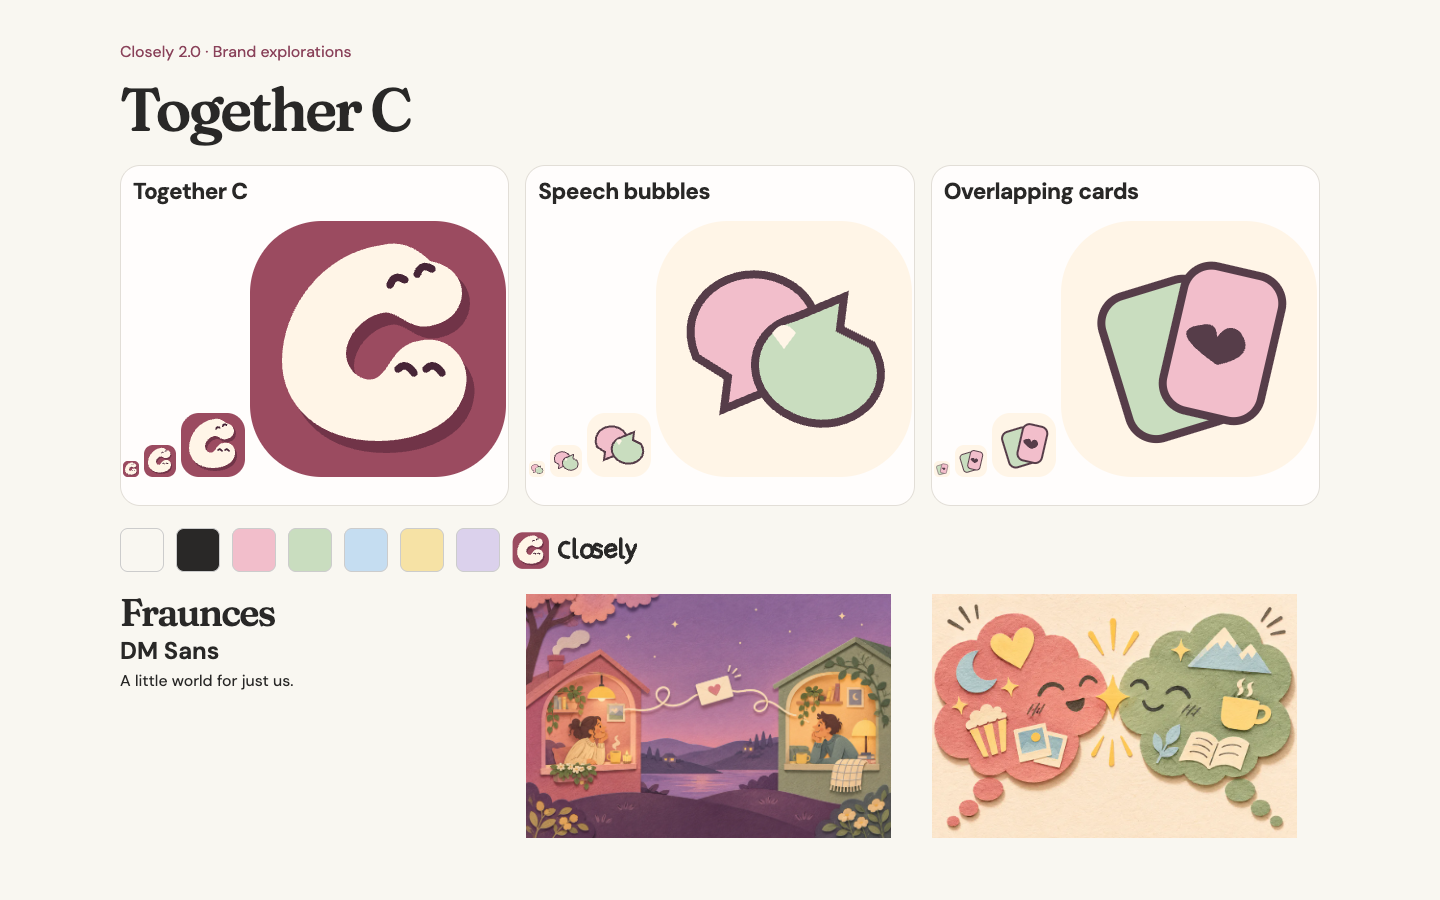 Closely 2.0 · Brand explorations
Together C
Together C
Speech bubbles
Overlapping cards
Closely
Fraunces
DM Sans
A little world for just us.